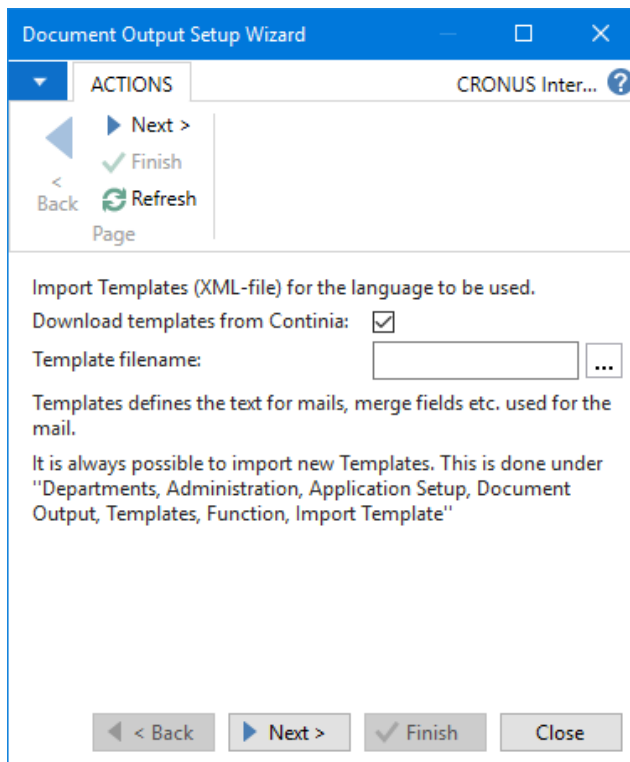 Document Output Setup Wizard
ACTIONS
CRONUS Inter... ?
Next >
Finish
< Back
Refresh
Page
Import Templates (XML-file) for the language to be used.
Download templates from Continia:
Template filename:
...
Templates defines the text for mails, merge fields etc. used for the
mail.
It is always possible to import new Templates. This is done under
"Departments, Administration, Application Setup, Document
Output, Templates, Function, Import Template"
< Back Next > Finish Close